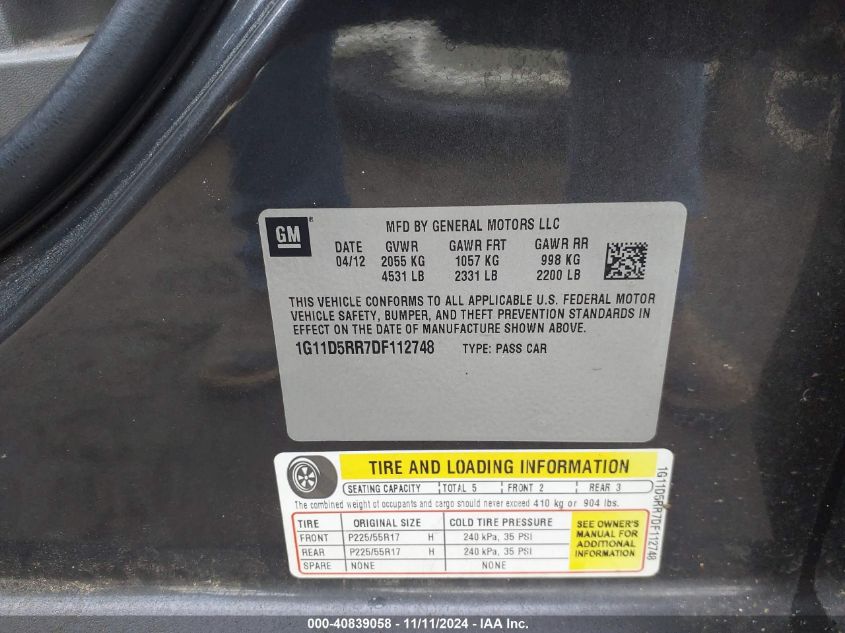 GM ®
MFD BY GENERAL MOTORS LLC
DATE GVWR GAWR FRT GAWR RR
04/12 2055 KG 1057 KG 998 KG
4531 LB 2331 LB 2200 LB
THIS VEHICLE CONFORMS TO ALL APPLICABLE U.S. FEDERAL MOTOR
VEHICLE SAFETY, BUMPER, AND THEFT PREVENTION STANDARDS IN
EFFECT ON THE DATE OF MANUFACTURE SHOWN ABOVE.
1G11D5RR7DF112748 TYPE: PASS CAR
TIRE AND LOADING INFORMATION
SEATING CAPACITY TOTAL 5 FRONT 2 REAR 3
The combined weight of occupants and cargo should never exceed 410 kg or 904 lbs.
TIRE ORIGINAL SIZE COLD TIRE PRESSURE
FRONT P225/55R17 H 240 kPa, 35 PSI
REAR P225/55R17 H 240 kPa, 35 PSI
SPARE NONE NONE
SEE OWNER'S
MANUAL FOR
ADDITIONAL
INFORMATION
1G11D5RR7DF112748
000-40839058 - 11/11/2024 - IAA Inc.